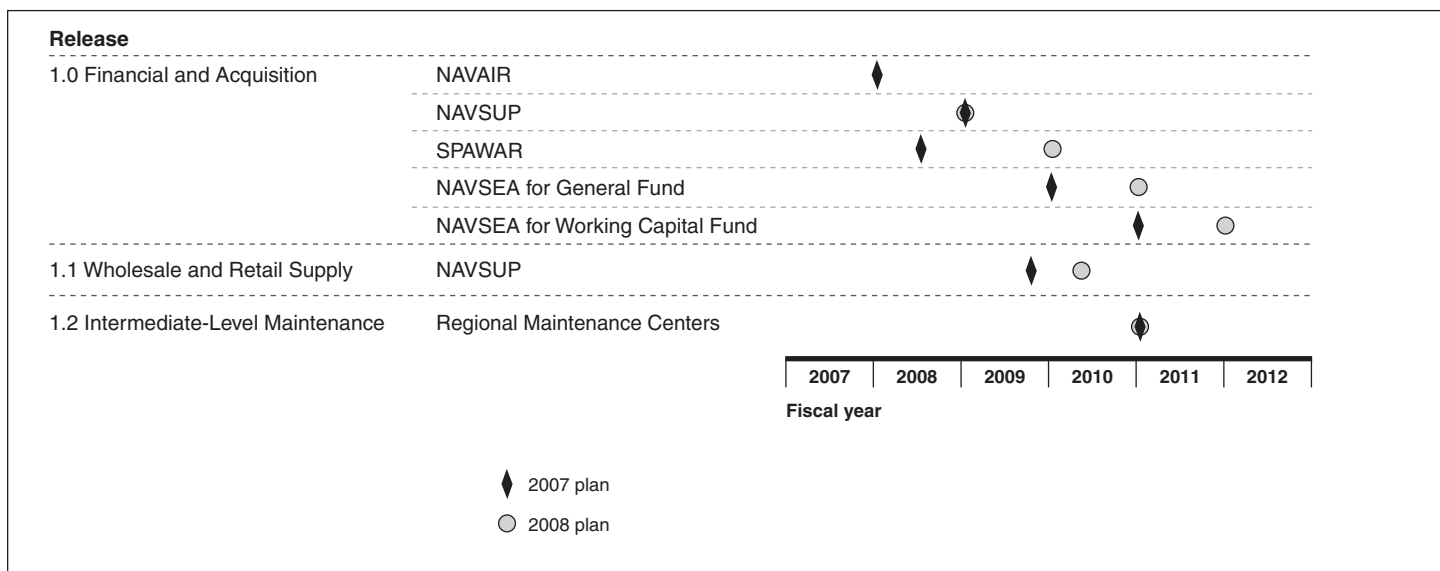 Release
1.0 Financial and Acquisition NAVAIR
NAVSUP
SPAWAR
NAVSEA for General Fund
NAVSEA for Working Capital Fund
1.1 Wholesale and Retail Supply NAVSUP
1.2 Intermediate-Level Maintenance Regional Maintenance Centers
2007 2008 2009 2010 2011 2012
Fiscal year
2007 plan
2008 plan